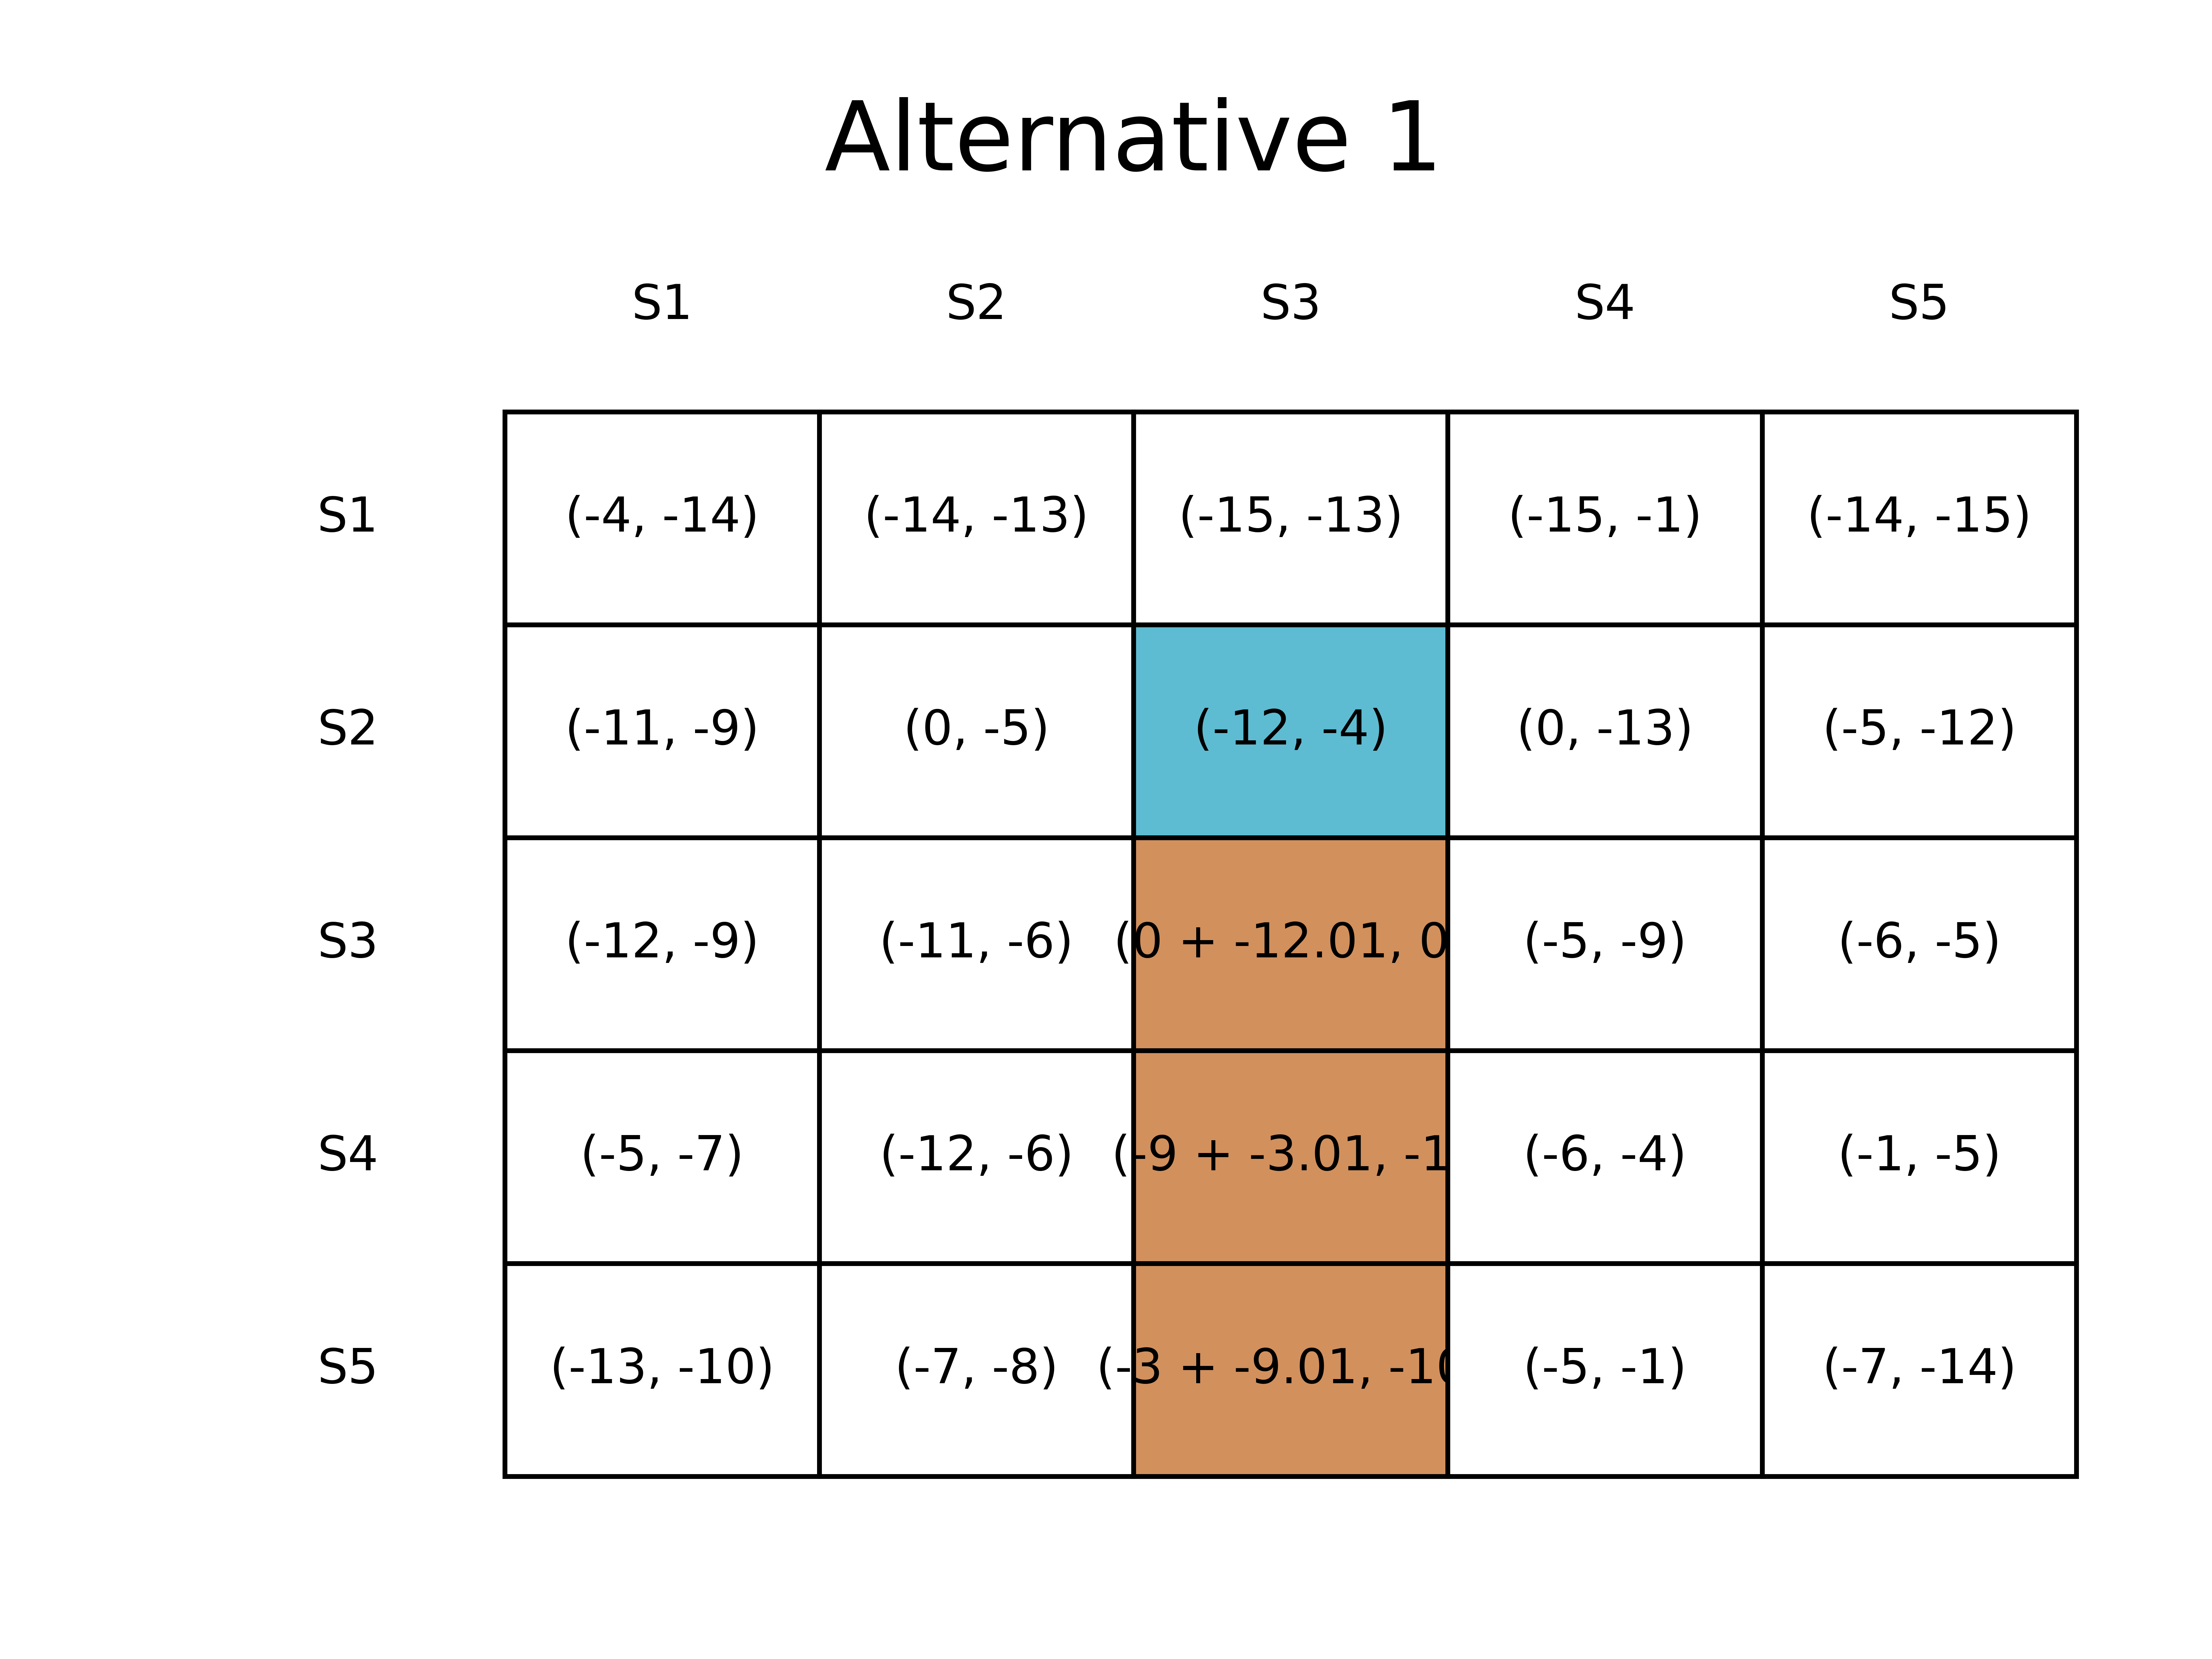 Alternative 1
S1 S2 S3 S4 S5
S1 (-4, -14) (-14, -13) (-15, -13) (-15, -1) (-14, -15)
S2 (-11, -9) (0, -5) (-12, -4) (0, -13) (-5, -12)
S3 (-12, -9) (-11, -6) (0 + -12.01, 0 (-5, -9) (-6, -5)
S4 (-5, -7) (-12, -6) (-9 + -3.01, -1 (-6, -4) (-1, -5)
S5 (-13, -10) (-7, -8) (-3 + -9.01, -10 (-5, -1) (-7, -14)